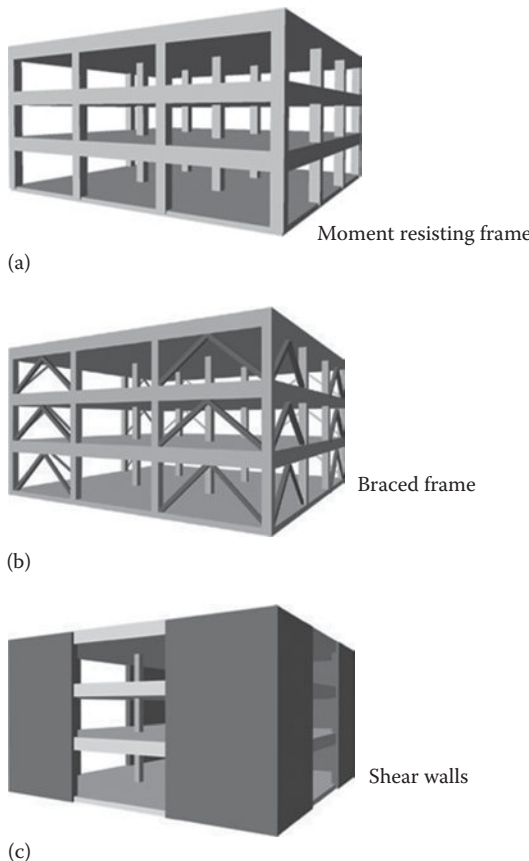 Moment resisting frame
(a)
Braced frame
(b)
Shear walls
(c)